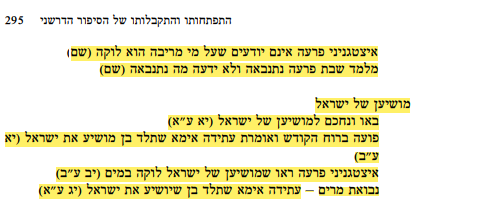 התפתחותו והתקבלותו של הסיפור הדרשני 295
איצטגניני פרעה אינם יודעים שעל מי מריבה הוא לוקה (שם)
מלמד שבת פרעה נתנבאה ולא ידעה מה נתנבאה (שם)
מושיען של ישראל
באו ונחכם למושיען של ישראל (יא ע״א)
פועה ברוח הקודש ואומרת עתידה אימא שתלד בן מושיע את ישראל (יא
ע״ב)
איצטגניני פרעה ראו שמושיען של ישראל לוקה במים (יב ע״ב)
נבואת מרים – עתידה אימא שתלד בן שיושיע את ישראל (יג ע״א)